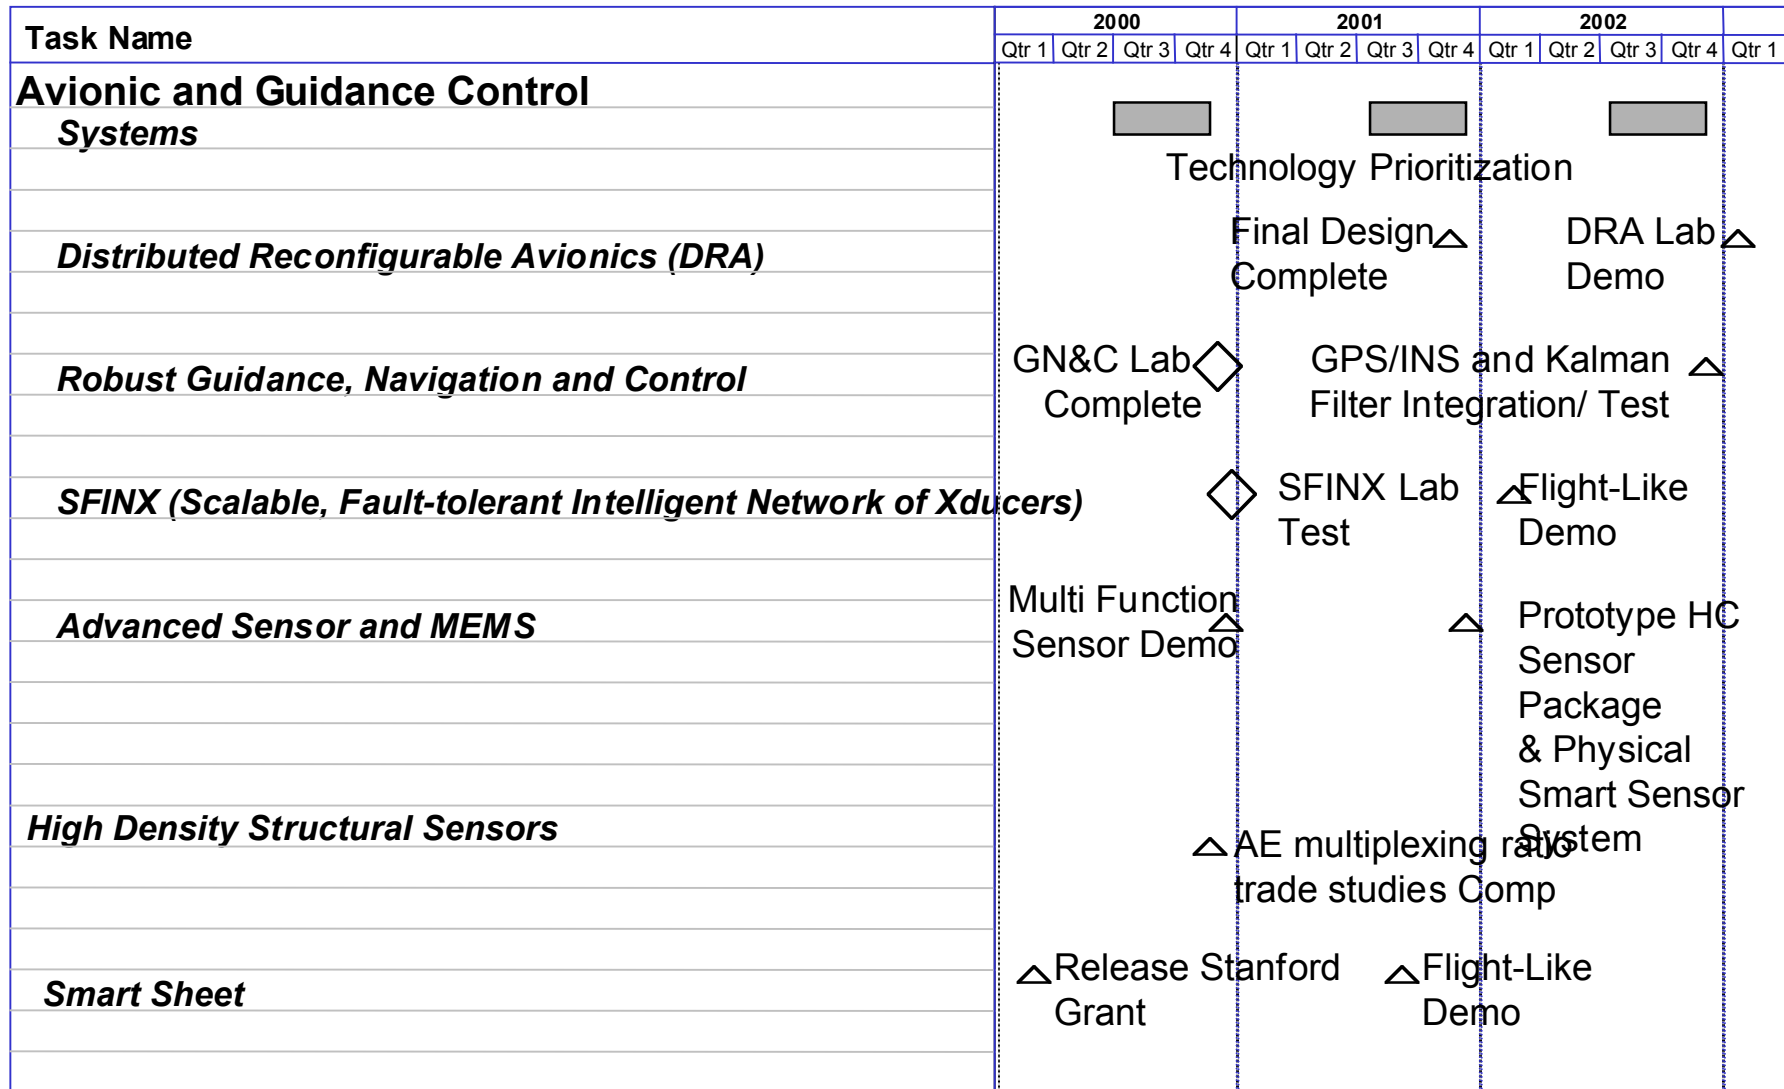 Task Name
2000 2001 2002
Qtr 1 Qtr 2 Qtr 3 Qtr 4 Qtr 1 Qtr 2 Qtr 3 Qtr 4 Qtr 1 Qtr 2 Qtr 3 Qtr 4 Qtr 1
Avionic and Guidance Control
Systems
Technology Prioritization
Distributed Reconfigurable Avionics (DRA)
Final Design
Complete
DRA Lab
Demo
Robust Guidance, Navigation and Control
GN&C Lab
Complete
GPS/INS and Kalman
Filter Integration/ Test
SFINX (Scalable, Fault-tolerant Intelligent Network of Xducers)
SFINX Lab
Test
Flight-Like
Demo
Advanced Sensor and MEMS
Multi Function
Sensor Demo
Prototype HC
Sensor
Package
& Physical
Smart Sensor
System
High Density Structural Sensors
AE multiplexing ratio
trade studies Comp
Smart Sheet
Release Stanford
Grant
Flight-Like
Demo